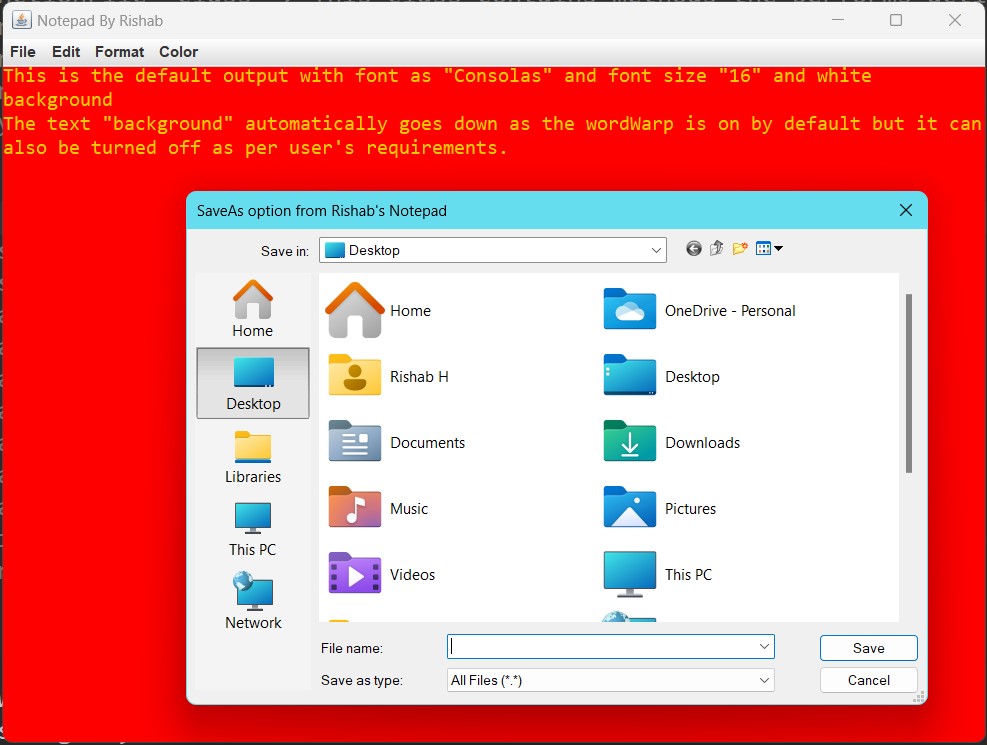 Notepad By Rishab
File Edit Format Color
This is the default output with font as "Consolas" and font size "16" and white
background
The text "background" automatically goes down as the wordWarp is on by default but it can
also be turned off as per user's requirements.
SaveAs option from Rishab's Notepad
Save in: Desktop
Home
Desktop
Libraries
This PC
Network
Home OneDrive - Personal
Rishab H Desktop
Documents Downloads
Music Pictures
Videos This PC
File name: Save
Save as type: All Files (*.*) Cancel